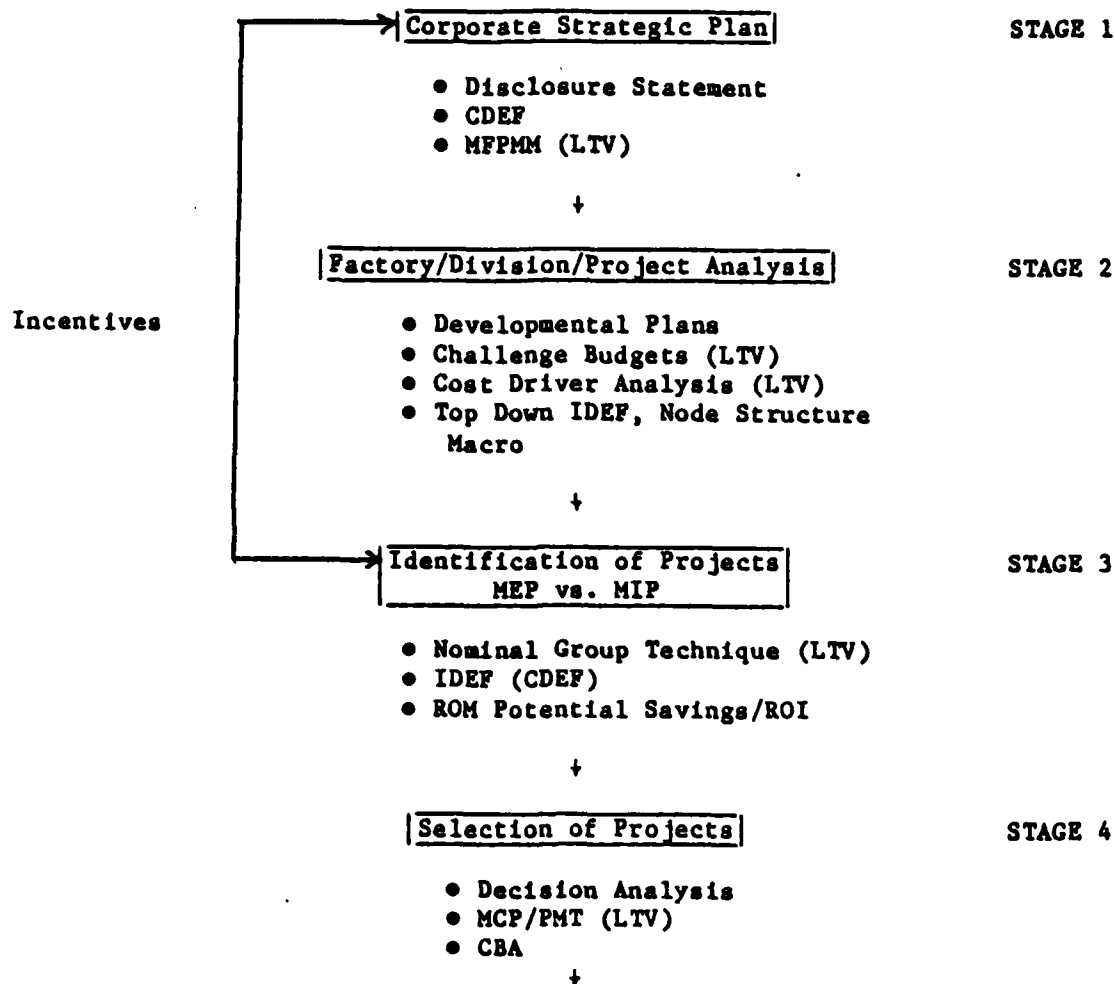 Corporate Strategic Plan STAGE 1
● Disclosure Statement
● CDEF
● MFPMM (LTV)
Factory/Division/Project Analysis STAGE 2
Incentives
● Developmental Plans
● Challenge Budgets (LTV)
● Cost Driver Analysis (LTV)
● Top Down IDEF, Node Structure
Macro
Identification of Projects STAGE 3
MEP vs. MIP
● Nominal Group Technique (LTV)
● IDEF (CDEF)
● ROM Potential Savings/ROI
Selection of Projects STAGE 4
● Decision Analysis
● MCP/PMT (LTV)
● CBA